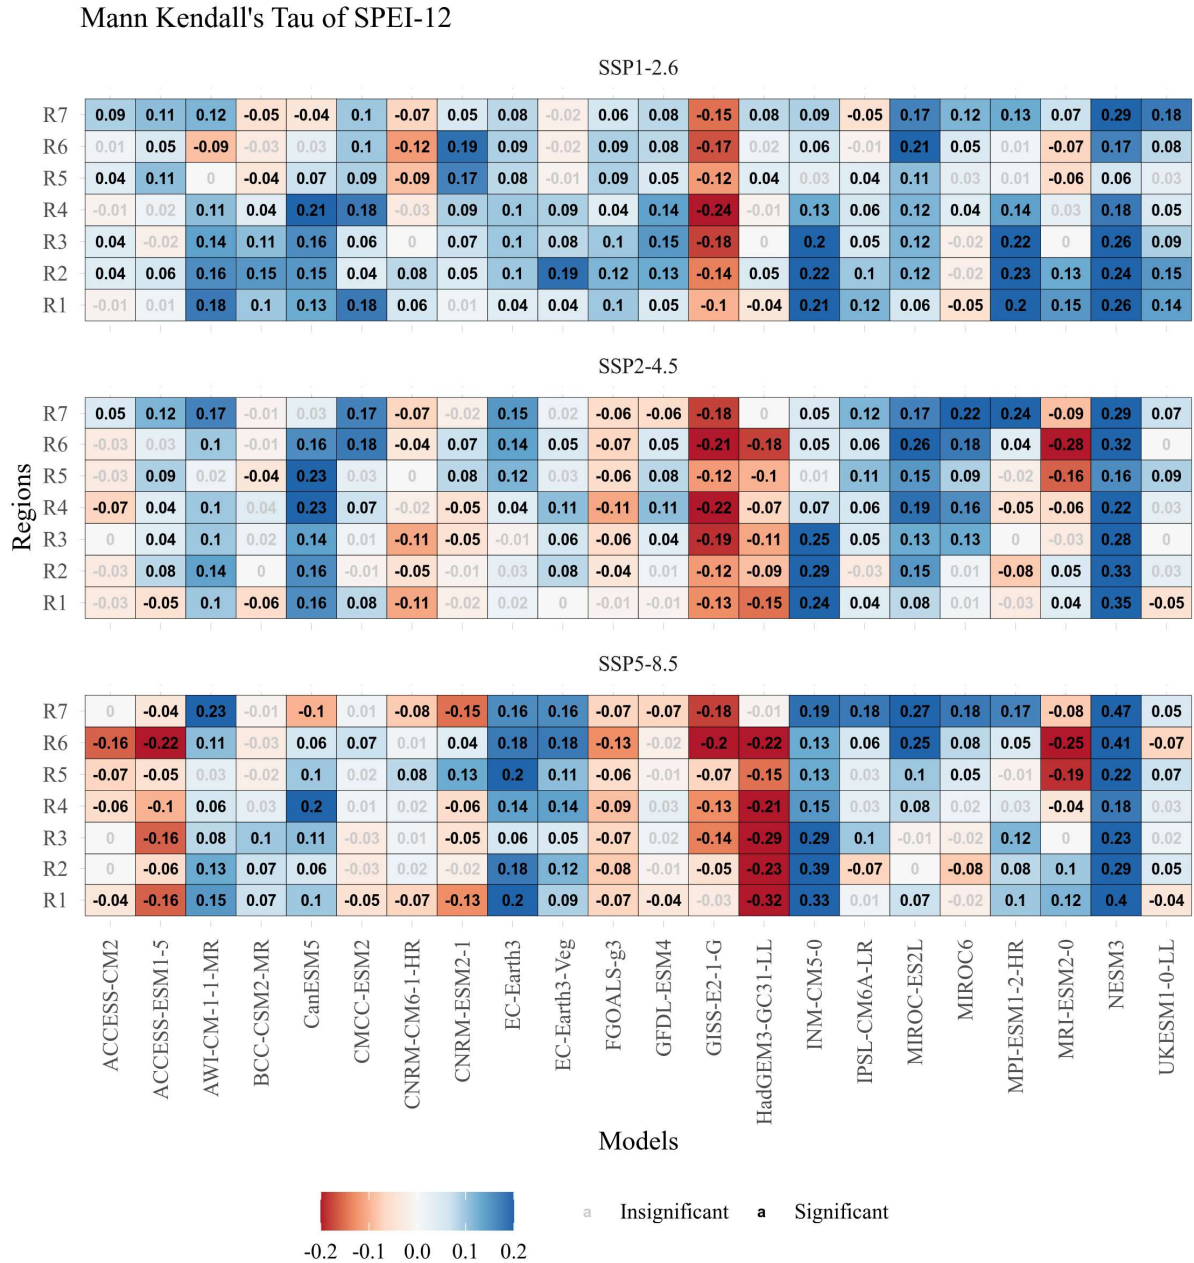 Mann Kendall's Tau of SPEI-12
SSP1-2.6
R7 0.09 0.11 0.12 -0.05 -0.04 0.1 -0.07 0.05 0.08 -0.02 0.06 0.08 -0.15 0.08 0.09 -0.05 0.17 0.12 0.13 0.07 0.29 0.18
R6 0.01 0.05 -0.09 -0.03 0.03 0.1 -0.12 0.19 0.09 -0.02 0.09 0.08 -0.17 0.02 0.06 -0.01 0.21 0.05 0.01 -0.07 0.17 0.08
R5 0.04 0.11 0 -0.04 0.07 0.09 -0.09 0.17 0.08 -0.01 0.09 0.05 -0.12 0.04 0.03 0.04 0.11 0.03 0.01 -0.06 0.06 0.03
R4 -0.01 0.02 0.11 0.04 0.21 0.18 -0.03 0.09 0.1 0.09 0.04 0.14 -0.24 -0.01 0.13 0.06 0.12 0.04 0.14 0.03 0.18 0.05
R3 0.04 -0.02 0.14 0.11 0.16 0.06 0 0.07 0.1 0.08 0.1 0.15 -0.18 0 0.2 0.05 0.12 -0.02 0.22 0 0.26 0.09
R2 0.04 0.06 0.16 0.15 0.15 0.04 0.08 0.05 0.1 0.19 0.12 0.13 -0.14 0.05 0.22 0.1 0.12 -0.02 0.23 0.13 0.24 0.15
R1 -0.01 0.01 0.18 0.1 0.13 0.18 0.06 0.01 0.04 0.04 0.1 0.05 -0.1 -0.04 0.21 0.12 0.06 -0.05 0.2 0.15 0.26 0.14
SSP2-4.5
R7 0.05 0.12 0.17 -0.01 0.03 0.17 -0.07 -0.02 0.15 0.02 -0.06 -0.06 -0.18 0 0.05 0.12 0.17 0.22 0.24 -0.09 0.29 0.07
R6 -0.03 0.03 0.1 -0.01 0.16 0.18 -0.04 0.07 0.14 0.05 -0.07 0.05 -0.21 -0.18 0.05 0.06 0.26 0.18 0.04 -0.28 0.32 0
R5 -0.03 0.09 0.02 -0.04 0.23 0.03 0 0.08 0.12 0.03 -0.06 0.08 -0.12 -0.1 0.01 0.11 0.15 0.09 -0.02 -0.16 0.16 0.09
R4 -0.07 0.04 0.1 0.04 0.23 0.07 -0.02 -0.05 0.04 0.11 -0.11 0.11 -0.22 -0.07 0.07 0.06 0.19 0.16 -0.05 -0.06 0.22 0.03
R3 0 0.04 0.1 0.02 0.14 0.01 -0.11 -0.05 -0.01 0.06 -0.06 0.04 -0.19 -0.11 0.25 0.05 0.13 0.13 0 -0.03 0.28 0
R2 -0.03 0.08 0.14 0 0.16 -0.01 -0.05 -0.01 0.03 0.08 -0.04 0.01 -0.12 -0.09 0.29 -0.03 0.15 0.01 -0.08 0.05 0.33 0.03
R1 -0.03 -0.05 0.1 -0.06 0.16 0.08 -0.11 -0.02 0.02 0 -0.01 -0.01 -0.13 -0.15 0.24 0.04 0.08 0.01 -0.03 0.04 0.35 -0.05
Regions
SSP5-8.5
R7 0 -0.04 0.23 -0.01 -0.1 0.01 -0.08 -0.15 0.16 0.16 -0.07 -0.07 -0.18 -0.01 0.19 0.18 0.27 0.18 0.17 -0.08 0.47 0.05
R6 -0.16 -0.22 0.11 -0.03 0.06 0.07 0.01 0.04 0.18 0.18 -0.13 -0.02 -0.2 -0.22 0.13 0.06 0.25 0.08 0.05 -0.25 0.41 -0.07
R5 -0.07 -0.05 0.03 -0.02 0.1 0.02 0.08 0.13 0.2 0.11 -0.06 -0.01 -0.07 -0.15 0.13 0.03 0.1 0.05 -0.01 -0.19 0.22 0.07
R4 -0.06 -0.1 0.06 0.03 0.2 0.01 0.02 -0.06 0.14 0.14 -0.09 0.03 -0.13 -0.21 0.15 0.03 0.08 0.02 0.03 -0.04 0.18 0.03
R3 0 -0.16 0.08 0.1 0.11 -0.03 0.01 -0.05 0.06 0.05 -0.07 0.02 -0.14 -0.29 0.29 0.1 -0.01 -0.02 0.12 0 0.23 0.02
R2 0 -0.06 0.13 0.07 0.06 -0.03 0.02 -0.02 0.18 0.12 -0.08 -0.01 -0.05 -0.23 0.39 -0.07 0 -0.08 0.08 0.1 0.29 0.05
R1 -0.04 -0.16 0.15 0.07 0.1 -0.05 -0.07 -0.13 0.2 0.09 -0.07 -0.04 -0.03 -0.32 0.33 0.01 0.07 -0.02 0.1 0.12 0.4 -0.04
ACCESS-CM2
ACCESS-ESM1-5
AWI-CM-1-1-MR
BCC-CSM2-MR
CanESM5
CMCC-ESM2
CNRM-CM6-1-HR
CNRM-ESM2-1
EC-Earth3
EC-Earth3-Veg
FGOALS-g3
GFDL-ESM4
GISS-E2-1-G
HadGEM3-GC31-LL
INM-CM5-0
IPSL-CM6A-LR
MIROC-ES2L
MIROC6
MPI-ESM1-2-HR
MRI-ESM2-0
NESM3
UKESM1-0-LL
Models
a Insignificant a Significant
-0.2 -0.1 0.0 0.1 0.2